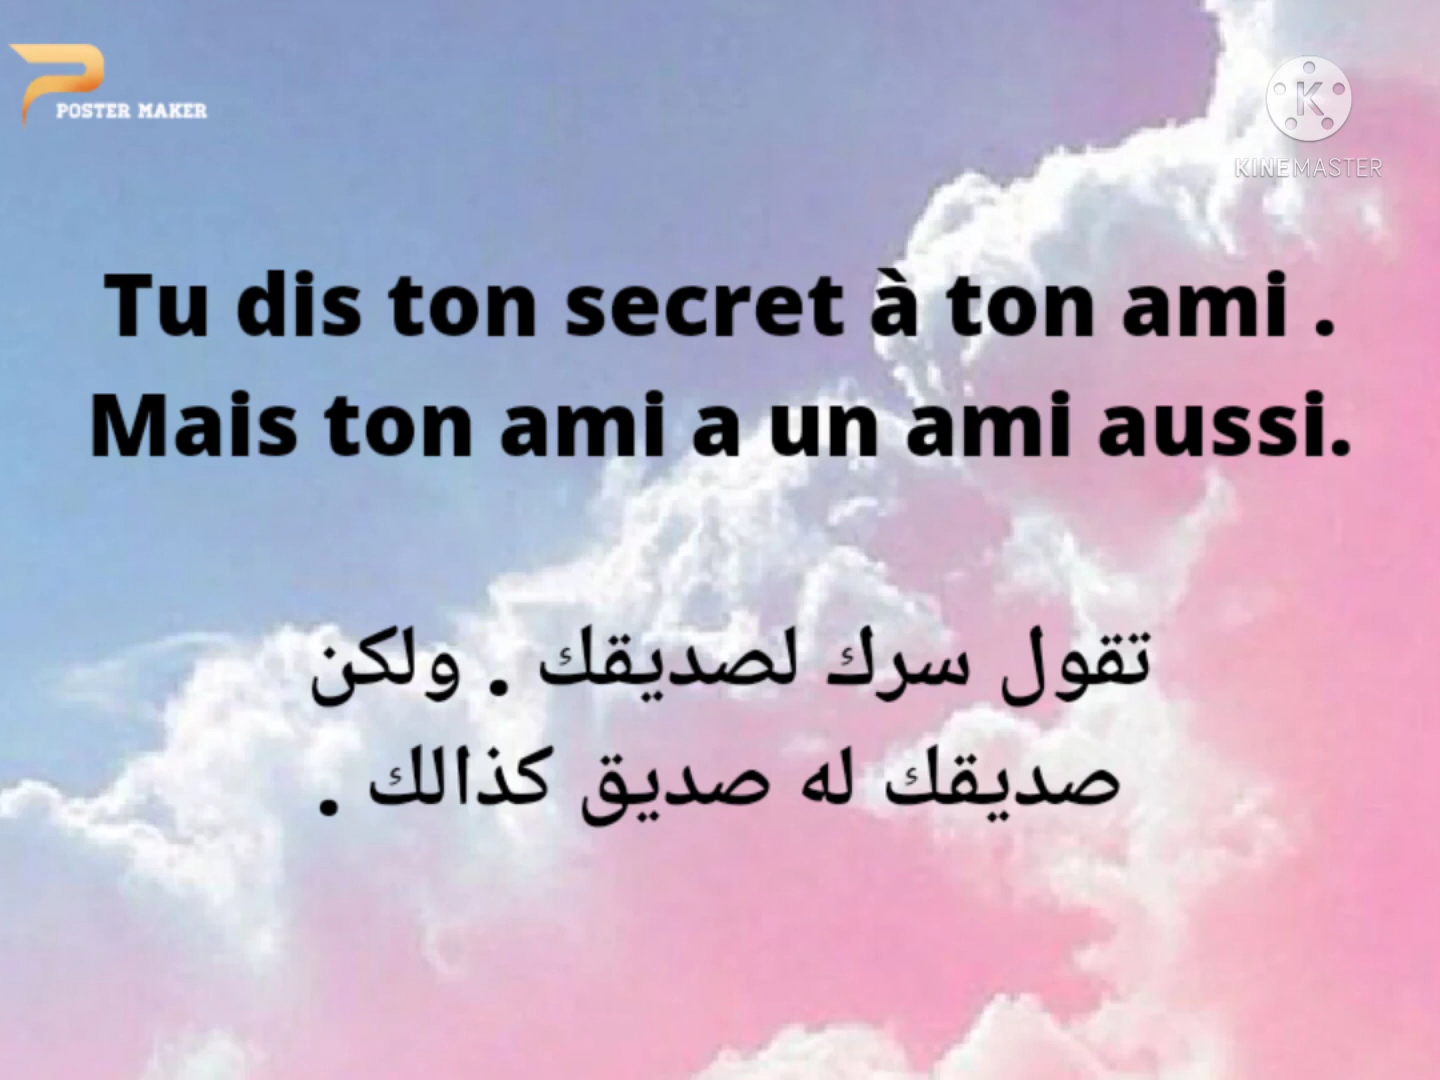 POSTER MAKER
KINEMASTER
Tu dis ton secret à ton ami .
Mais ton ami a un ami aussi.
تقول سرك لصديقك . ولكن
صديقك له صديق كذالك .